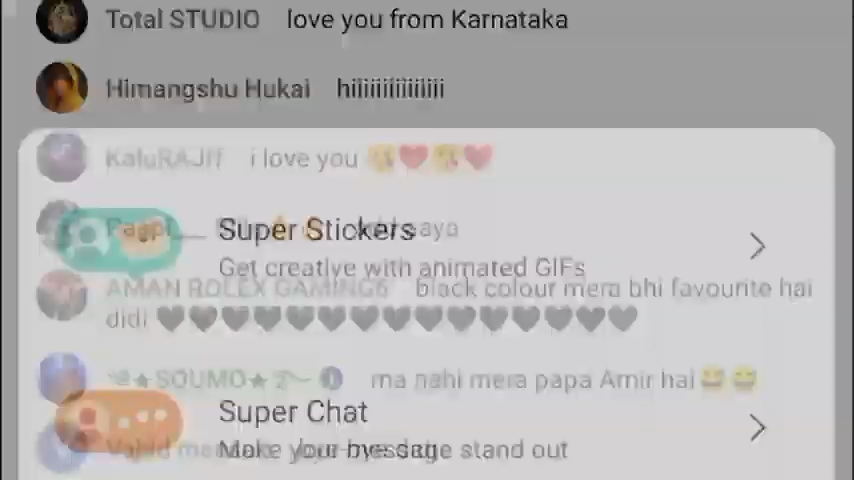 Total STUDIO love you from Karnataka
Himangshu Hukai hiiiiiiiiiiiiiii
KaluRAJff i love you 😘❤️😘❤️
Super Stickers
Get creative with animated GIFs
AMAN ROLEX GAMING6 black colour mera bhi favourite hai
didi 🖤🖤🖤🖤🖤🖤🖤🖤🖤🖤🖤🖤🖤🖤🖤
★SOUMO★ ma nahi mera papa Amir hai 😄😄
Super Chat
Make your message stand out